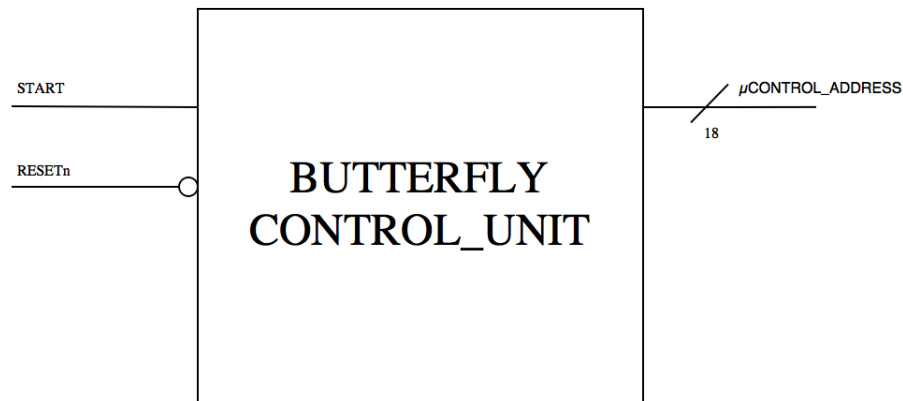 START
μCONTROL_ADDRESS
18
RESETn
BUTTERFLY
CONTROL_UNIT